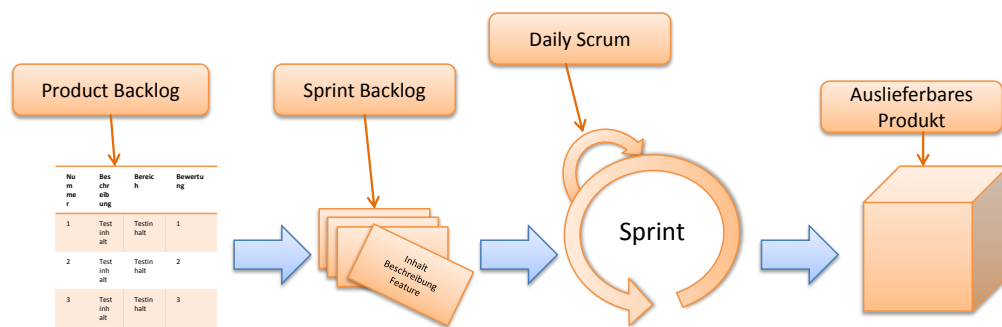 Daily Scrum
Product Backlog
Sprint Backlog
Auslieferbares
Produkt
Nu
mme
r
Bes
chr
eib
ung
Bereic
h
Bewertu
ng
1
Test
inh
alt
Testin
halt
1
2
Test
inh
alt
Testin
halt
2
3
Test
inh
alt
Testin
halt
3
Inhalt
Beschreibung
Feature
Sprint